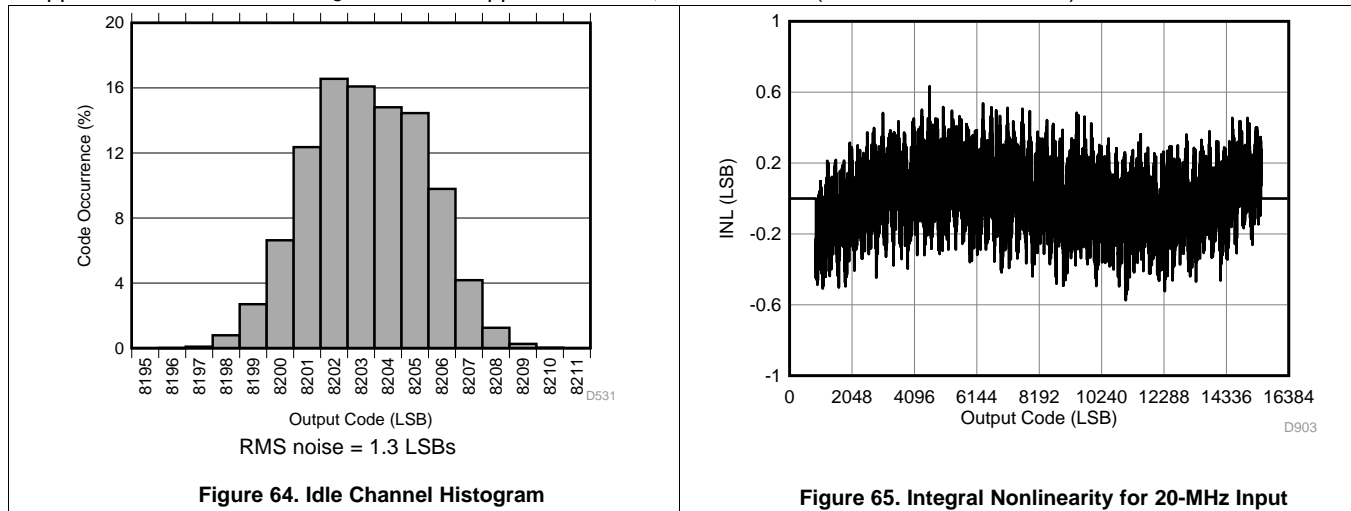 20
16
12
8
4
0
Code Occurrence (%)
8195
8196
8197
8198
8199
8200
8201
8202
8203
8204
8205
8206
8207
8208
8209
8210
8211
D531
Output Code (LSB)
RMS noise = 1.3 LSBs
Figure 64. Idle Channel Histogram
1
0.6
0.2
-0.2
-0.6
-1
INL (LSB)
0 2048 4096 6144 8192 10240 12288 14336 16384
Output Code (LSB)
D903
Figure 65. Integral Nonlinearity for 20-MHz Input